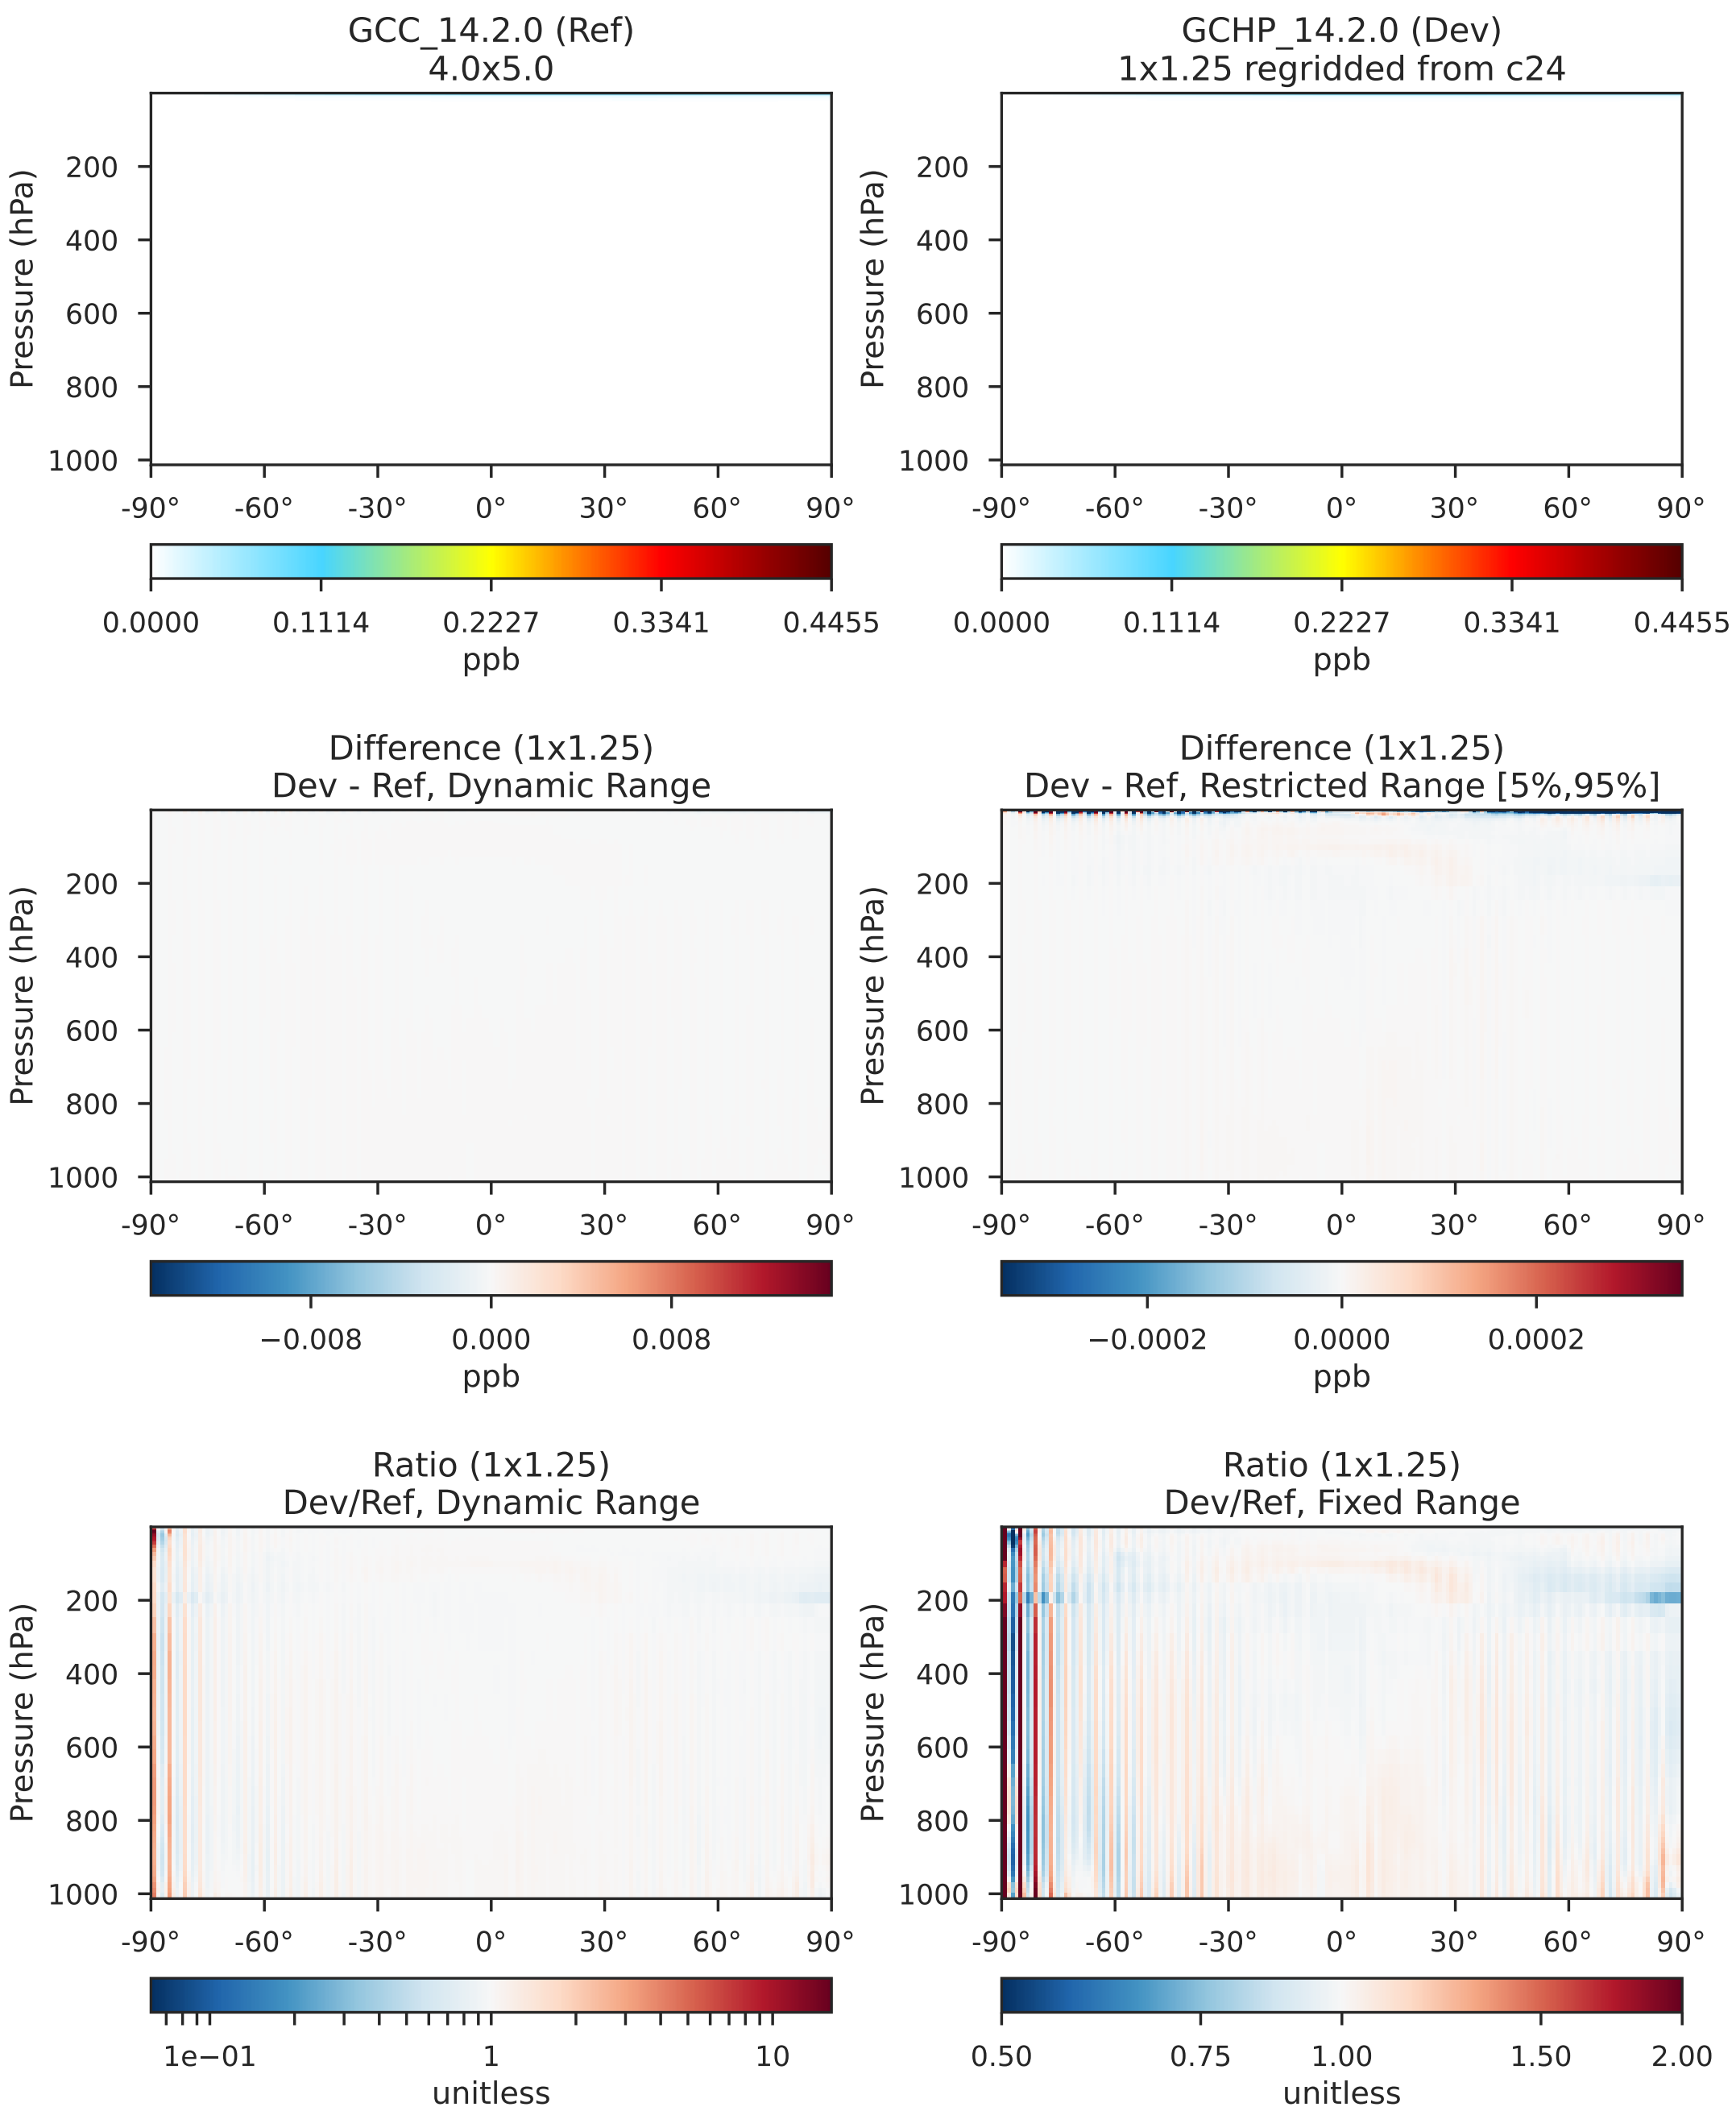 GCC_14.2.0 (Ref)
4.0x5.0
Pressure (hPa)
200
400
600
800
1000
-90° -60° -30° 0° 30° 60° 90°
0.0000 0.1114 0.2227 0.3341 0.4455
ppb
GCHP_14.2.0 (Dev)
1x1.25 regridded from c24
Pressure (hPa)
200
400
600
800
1000
-90° -60° -30° 0° 30° 60° 90°
0.0000 0.1114 0.2227 0.3341 0.4455
ppb
Difference (1x1.25)
Dev - Ref, Dynamic Range
Pressure (hPa)
200
400
600
800
1000
-90° -60° -30° 0° 30° 60° 90°
−0.008 0.000 0.008
ppb
Difference (1x1.25)
Dev - Ref, Restricted Range [5%,95%]
Pressure (hPa)
200
400
600
800
1000
-90° -60° -30° 0° 30° 60° 90°
−0.0002 0.0000 0.0002
ppb
Ratio (1x1.25)
Dev/Ref, Dynamic Range
Pressure (hPa)
200
400
600
800
1000
-90° -60° -30° 0° 30° 60° 90°
1e−01 1 10
unitless
Ratio (1x1.25)
Dev/Ref, Fixed Range
Pressure (hPa)
200
400
600
800
1000
-90° -60° -30° 0° 30° 60° 90°
0.50 0.75 1.00 1.50 2.00
unitless